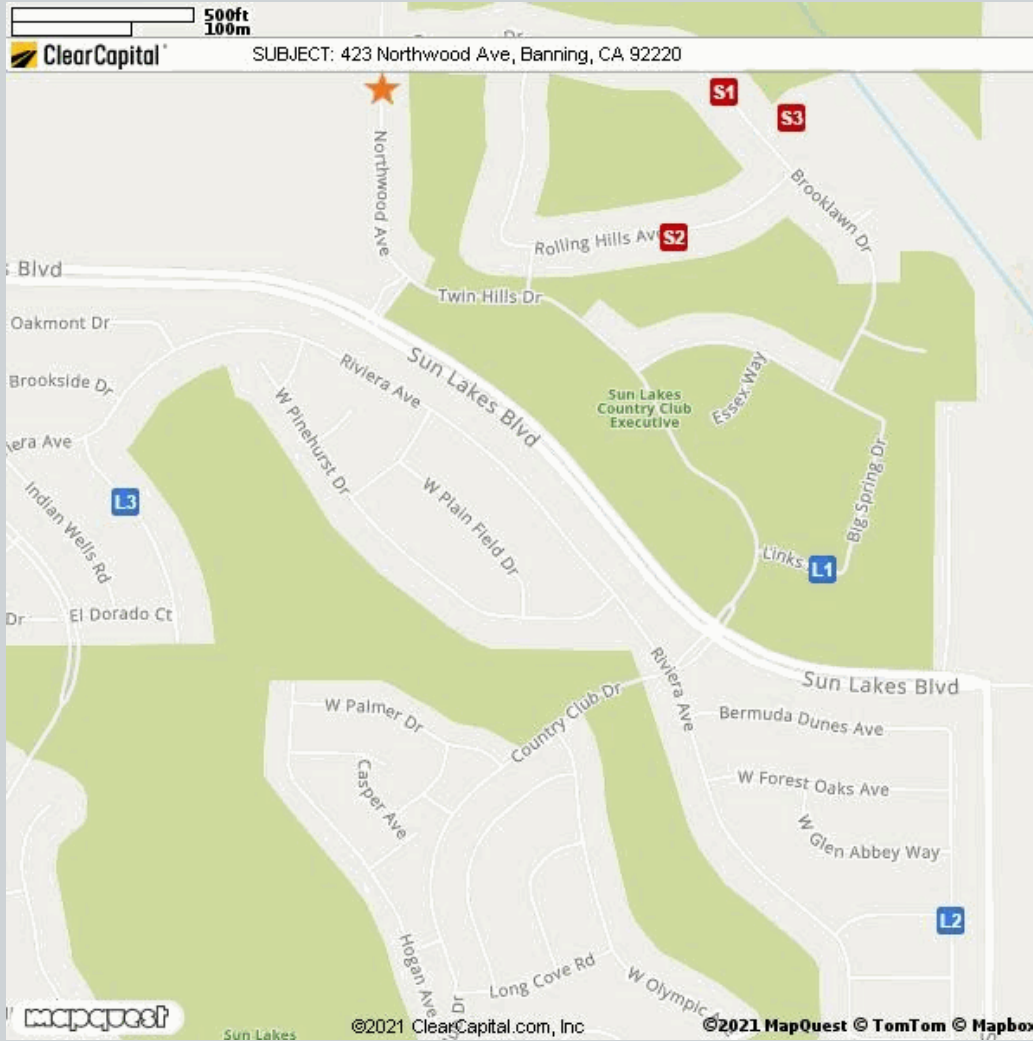 500ft
100m
Dr
ClearCapital
SUBJECT: 423 Northwood Ave, Banning, CA 92220
S1
S3
Northwood Ave
Brooklawn Dr
Rolling Hills Av
S2
s Blvd
Twin Hills Dr
Oakmont Dr
Riviera Ave
Sun Lakes Blvd
Brookside Dr
Essex Way
Sun Lakes
Country Club
Executive
W Pinehurst Dr
iera Ave
Big Spring Dr
W Plain Field Dr
Indian Wells Rd
L3
Links
L1
Dr
El Dorado Ct
Riviera Ave
Sun Lakes Blvd
Country Club Dr
W Palmer Dr
Bermuda Dunes Ave
Casper Ave
W Forest Oaks Ave
W Glen Abbey Way
L2
Hogan Ave
Long Cove Rd
W Olympic Ave
Dr
mapquest
©2021 ClearCapital.com, Inc
©2021 MapQuest © TomTom © Mapbox
Sun Lakes